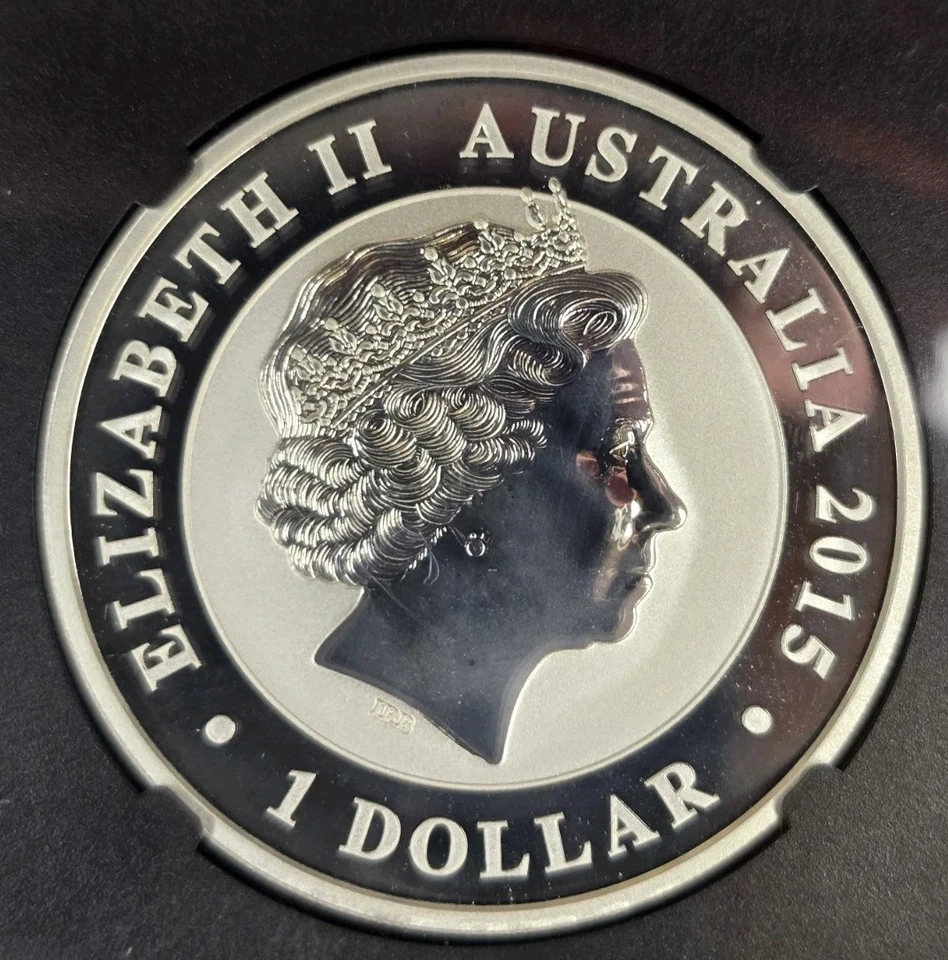 ELIZABETH II AUSTRALIA 2015
1 DOLLAR
IRB